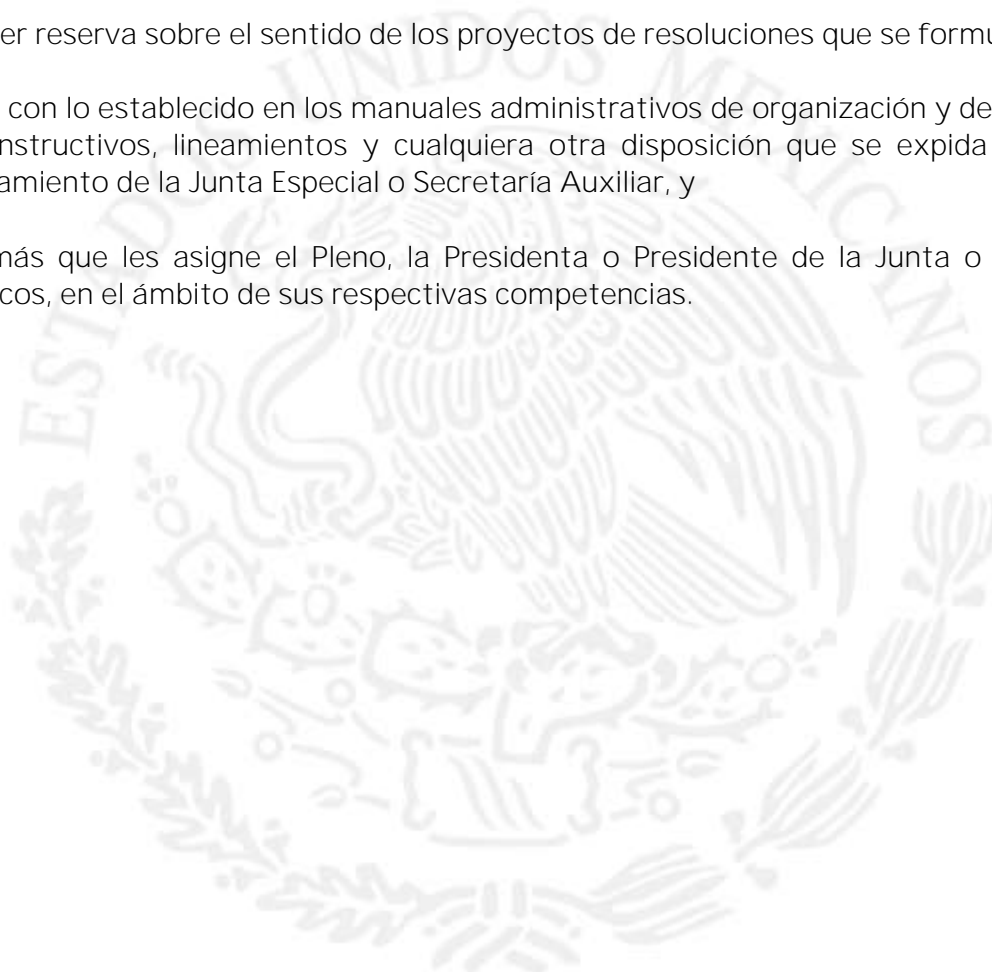 er reserva sobre el sentido de los proyectos de resoluciones que se formu
con lo establecido en los manuales administrativos de organización y de
nstructivos, lineamientos y cualquiera otra disposición que se expida
amiento de la Junta Especial o Secretaría Auxiliar, y
más que les asigne el Pleno, la Presidenta o Presidente de la Junta o
cos, en el ámbito de sus respectivas competencias.
ESTADOS UNIDOS MEXICANOS